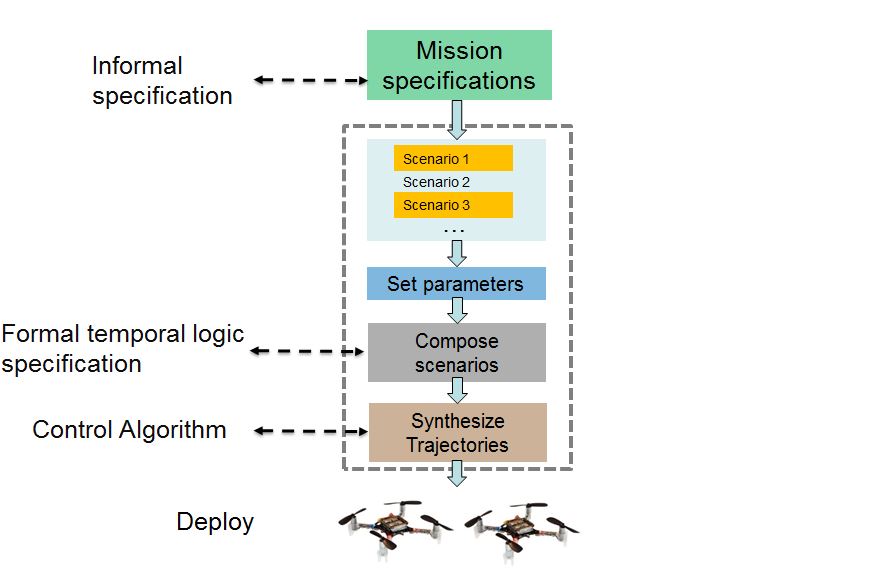 Mission
specifications
Informal
specification
Scenario 1
Scenario 2
Scenario 3
...
Set parameters
Formal temporal logic
specification
Compose
scenarios
Control Algorithm
Synthesize
Trajectories
Deploy